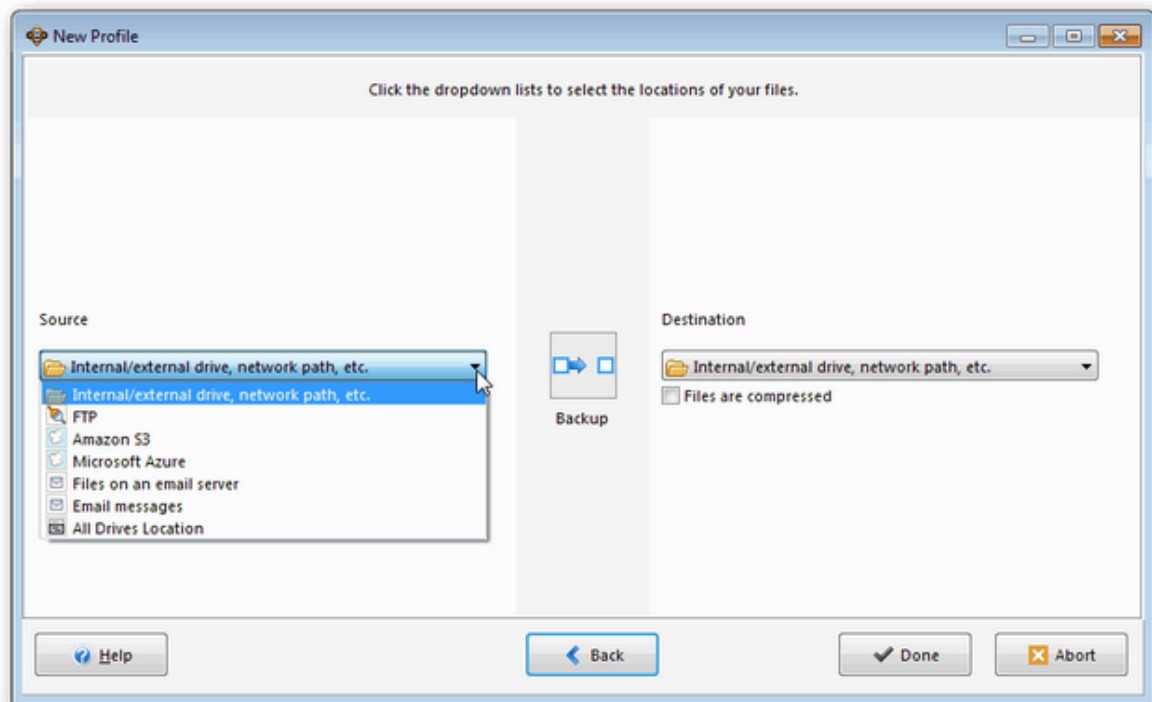 New Profile
Click the dropdown lists to select the locations of your files.
Source
Internal/external drive, network path, etc.
Internal/external drive, network path, etc.
FTP
Amazon S3
Microsoft Azure
Files on an email server
Email messages
All Drives Location
Backup
Destination
Internal/external drive, network path, etc.
Files are compressed
Help
Back
Done
Abort